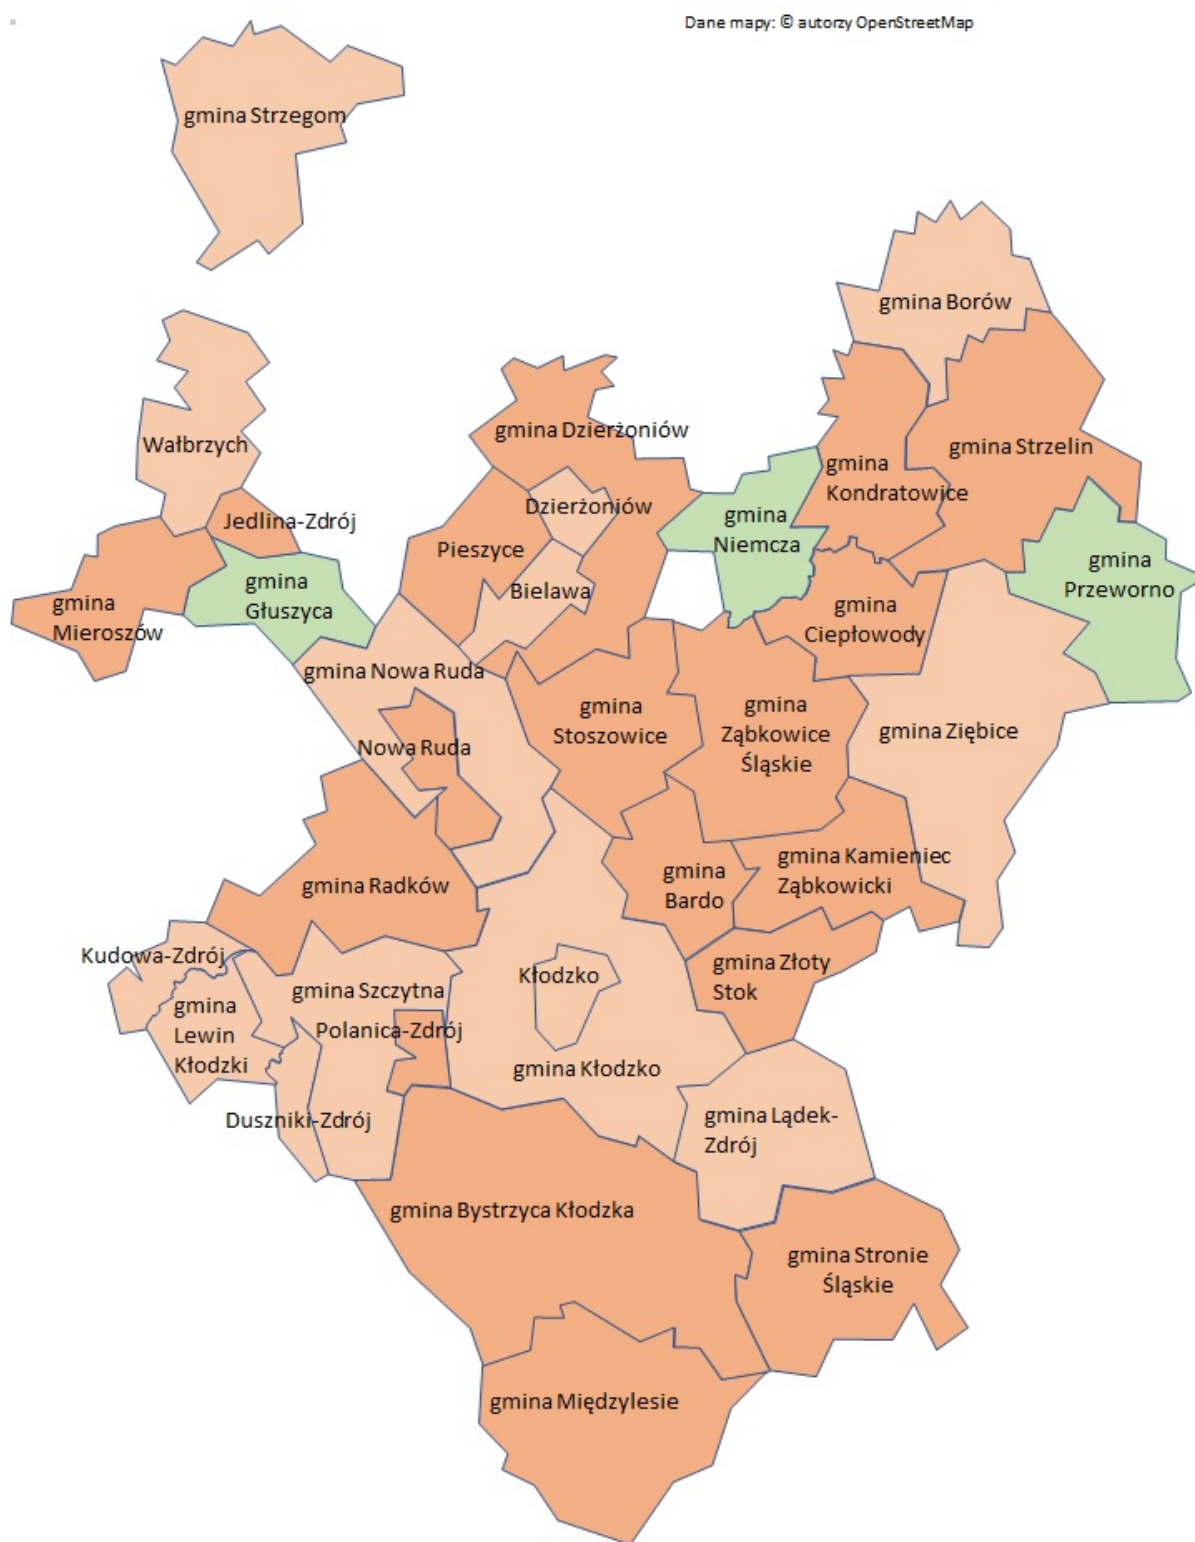 Dane mapy: © autorzy OpenStreetMap
gmina Strzegom
gmina Borów
Wałbrzych
gmina Dzierżoniów
gmina Strzelin
gmina
Kondratowice
Dzierżoniów
gmina
Niemcza
Jedlina-Zdrój
Pieszyce
gmina
Przeworno
gmina
Głuszyca
Bielawa
gmina
Mieroszów
gmina
Ciepłowody
gmina Nowa Ruda
gmina
Stoszowice
gmina
Ząbkowice
Śląskie
gmina Ziębice
Nowa Ruda
gmina Kamieniec
Ząbkowicki
gmina Radków
gmina
Bardo
Kudowa-Zdrój
gmina Złoty
Stok
Kłodzko
gmina Szczytna
gmina
Lewin
Kłodzki
Polanica-Zdrój
gmina Kłodzko
Duszniki-Zdrój
gmina Lądek-
Zdrój
gmina Bystrzyca Kłodzka
gmina Stronie
Śląskie
gmina Międzylesie